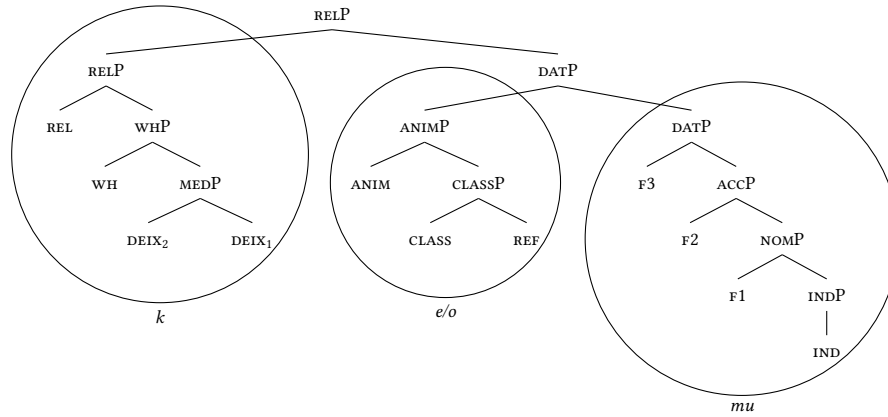 RELP
RELP DATP
REL WHP ANIMP DATP
WH MEDP ANIM CLASSP F3 ACCP
DEIX2 DEIX1 CLASS REF F2 NOMP
k e/o F1 INDP
IND
mu